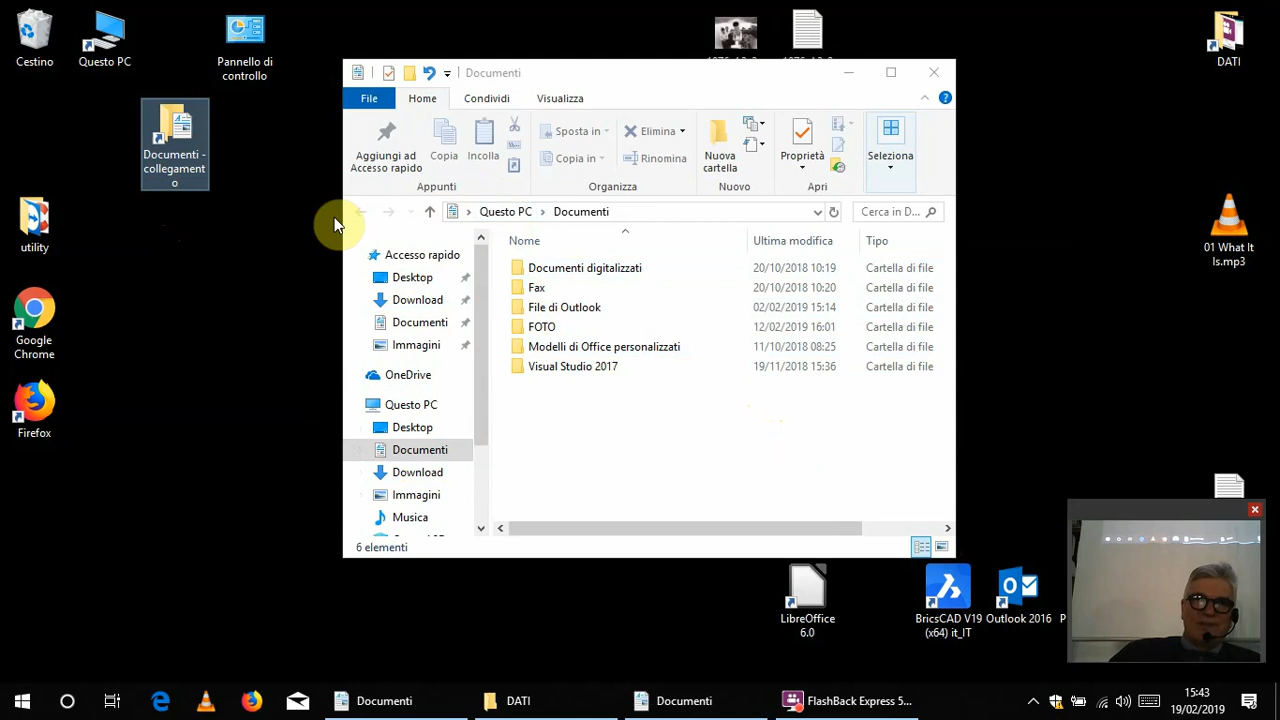 Cestino
Questo PC
Pannello di
controllo
DATI
Documenti -
collegament
o
utility
Google
Chrome
Firefox
01 What It
Is.mp3
Documenti
File
Home
Condividi
Visualizza
Aggiungi ad
Accesso rapido
Copia
Incolla
Appunti
Sposta in
Copia in
Elimina
Rinomina
Organizza
Nuova
cartella
Nuovo
Proprietà
Apri
Seleziona
Questo PC
Documenti
Cerca in D...
Accesso rapido
Desktop
Download
Documenti
Immagini
OneDrive
Questo PC
Desktop
Documenti
Download
Immagini
Musica
Nome
Ultima modifica
Tipo
Documenti digitalizzati 20/10/2018 10:19 Cartella di file
Fax 20/10/2018 10:20 Cartella di file
File di Outlook 02/02/2019 15:14 Cartella di file
FOTO 12/02/2019 16:01 Cartella di file
Modelli di Office personalizzati 11/10/2018 08:25 Cartella di file
Visual Studio 2017 19/11/2018 15:36 Cartella di file
6 elementi
LibreOffice
6.0
BricsCAD V19
(x64) it_IT
Outlook 2016
P
Documenti
DATI
Documenti
FlashBack Express 5...
15:43
19/02/2019